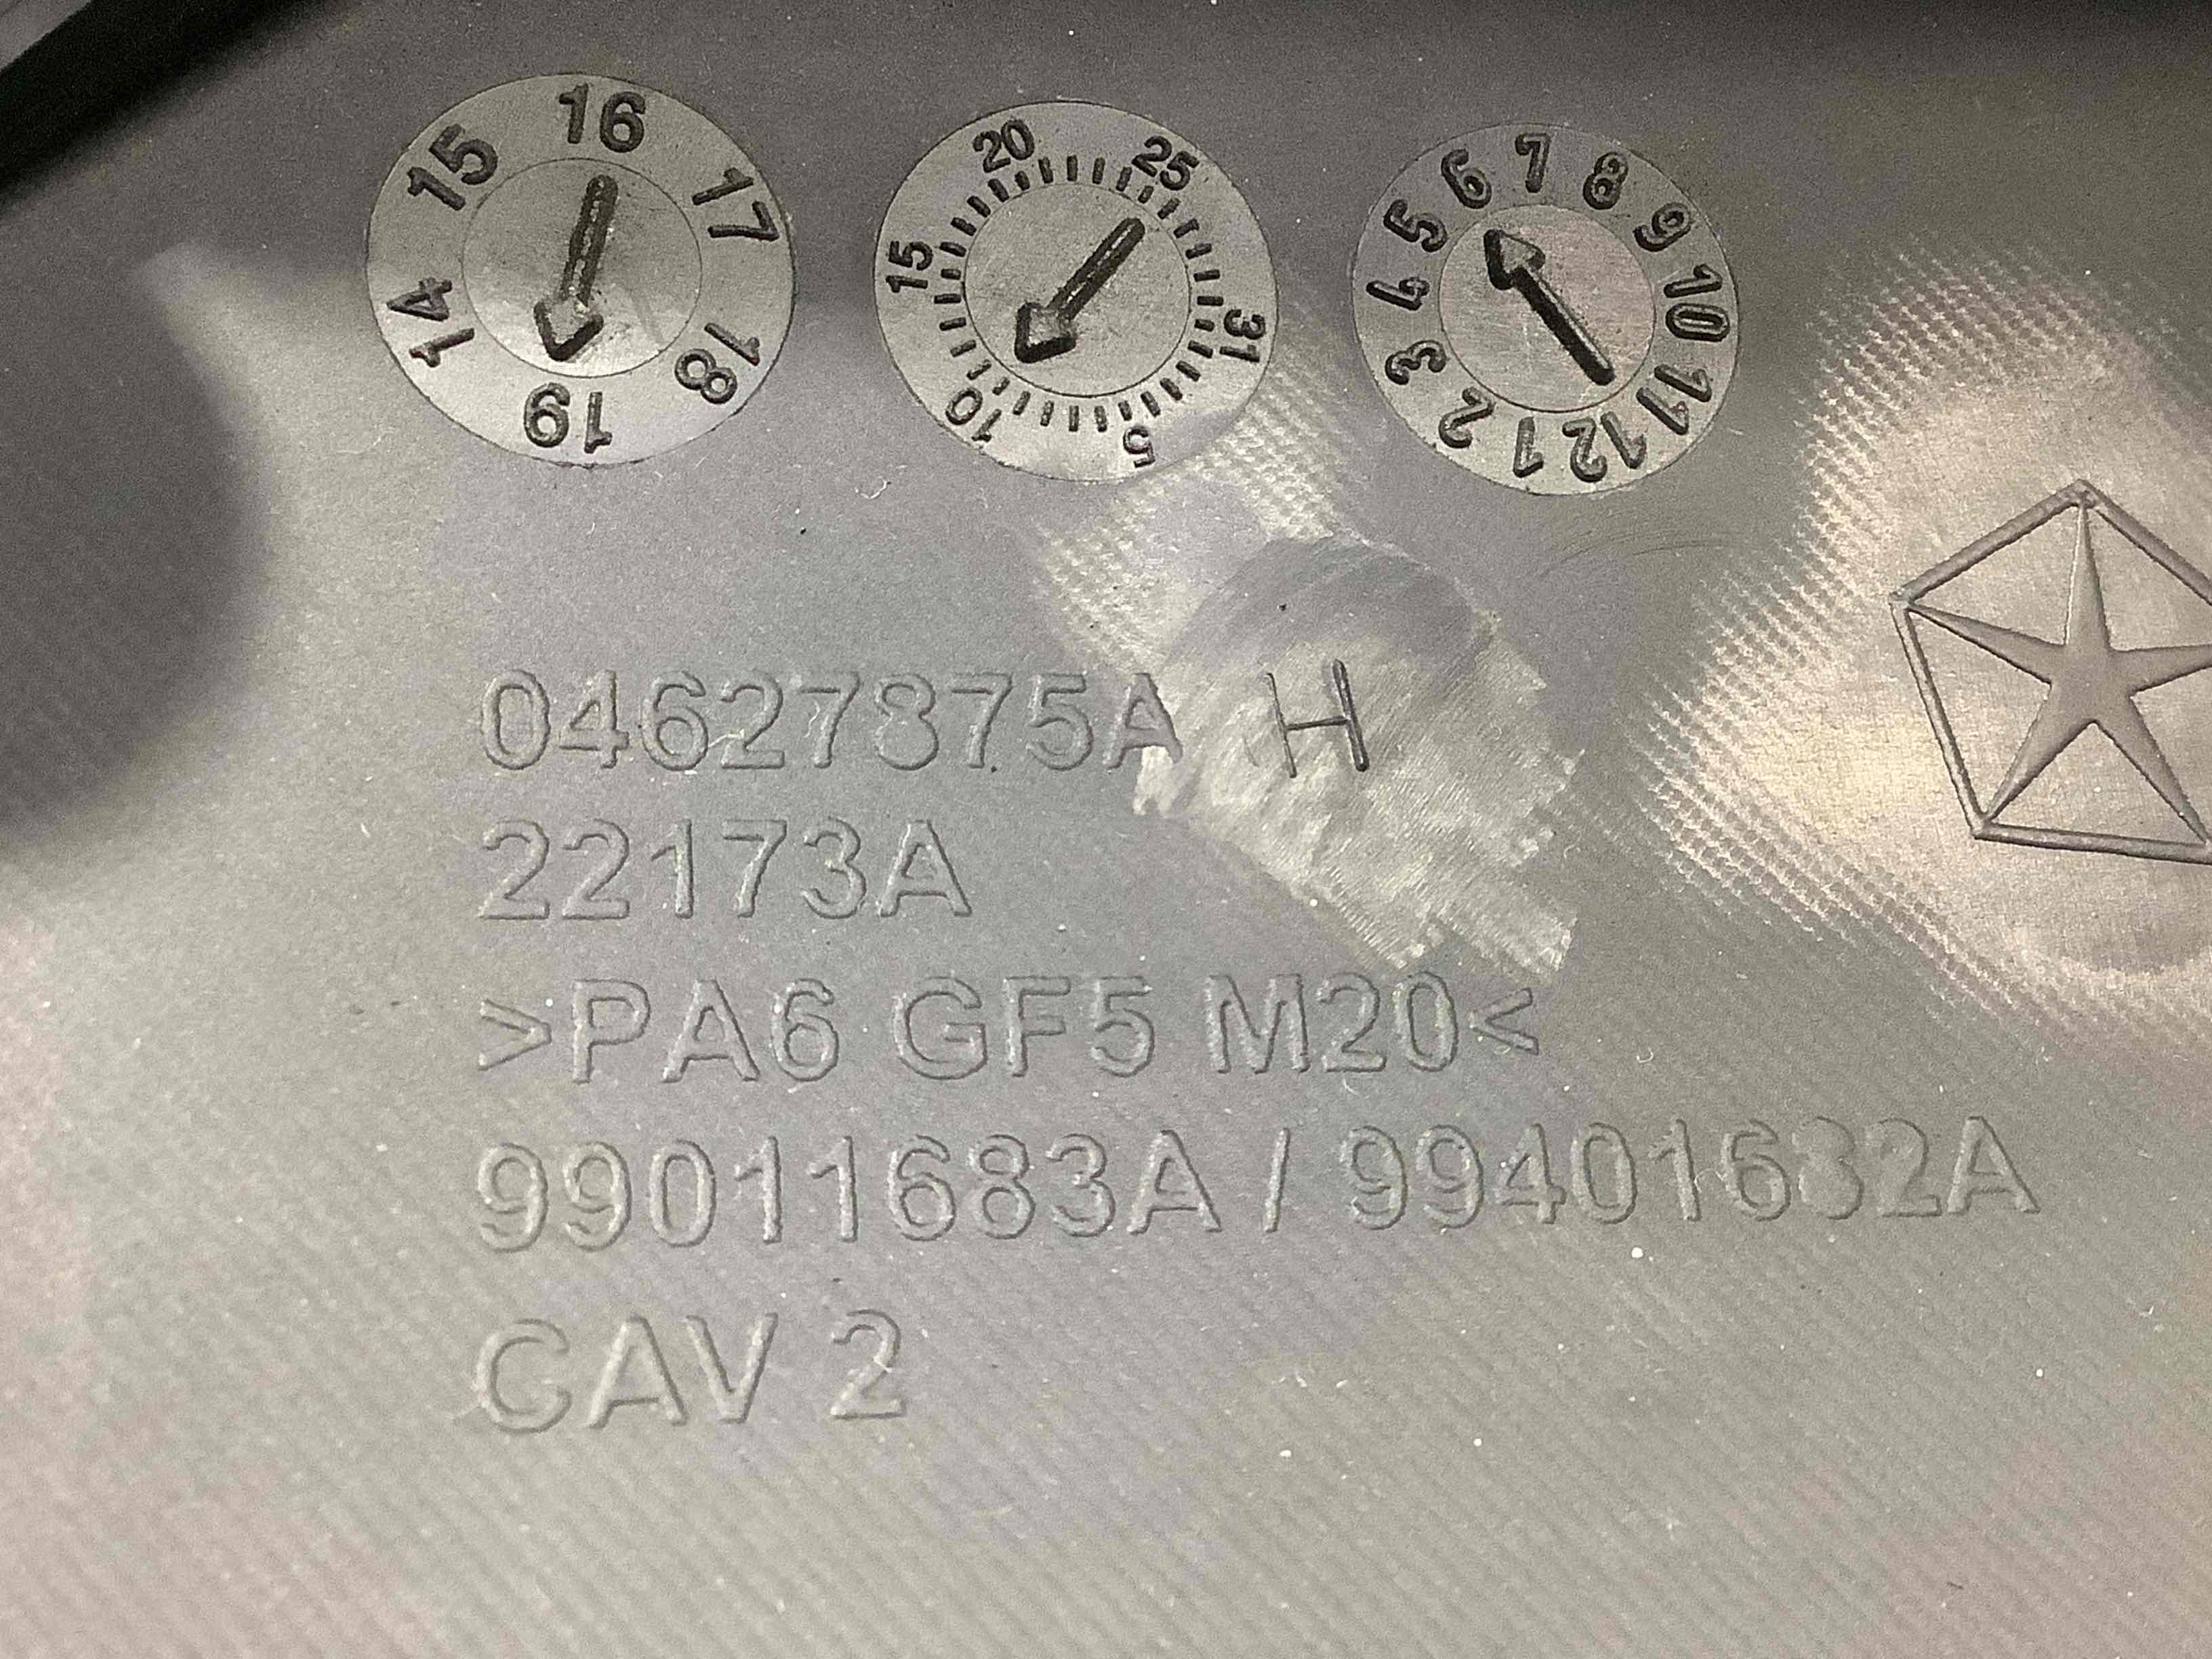 14 15 16 17 18 19
5 10 15 20 25 31
1 2 3 4 5 6 7 8 9 10 11 12
04627875A H
22173A
>PA6 GF5 M20<
99011683A / 99401632A
CAV 2